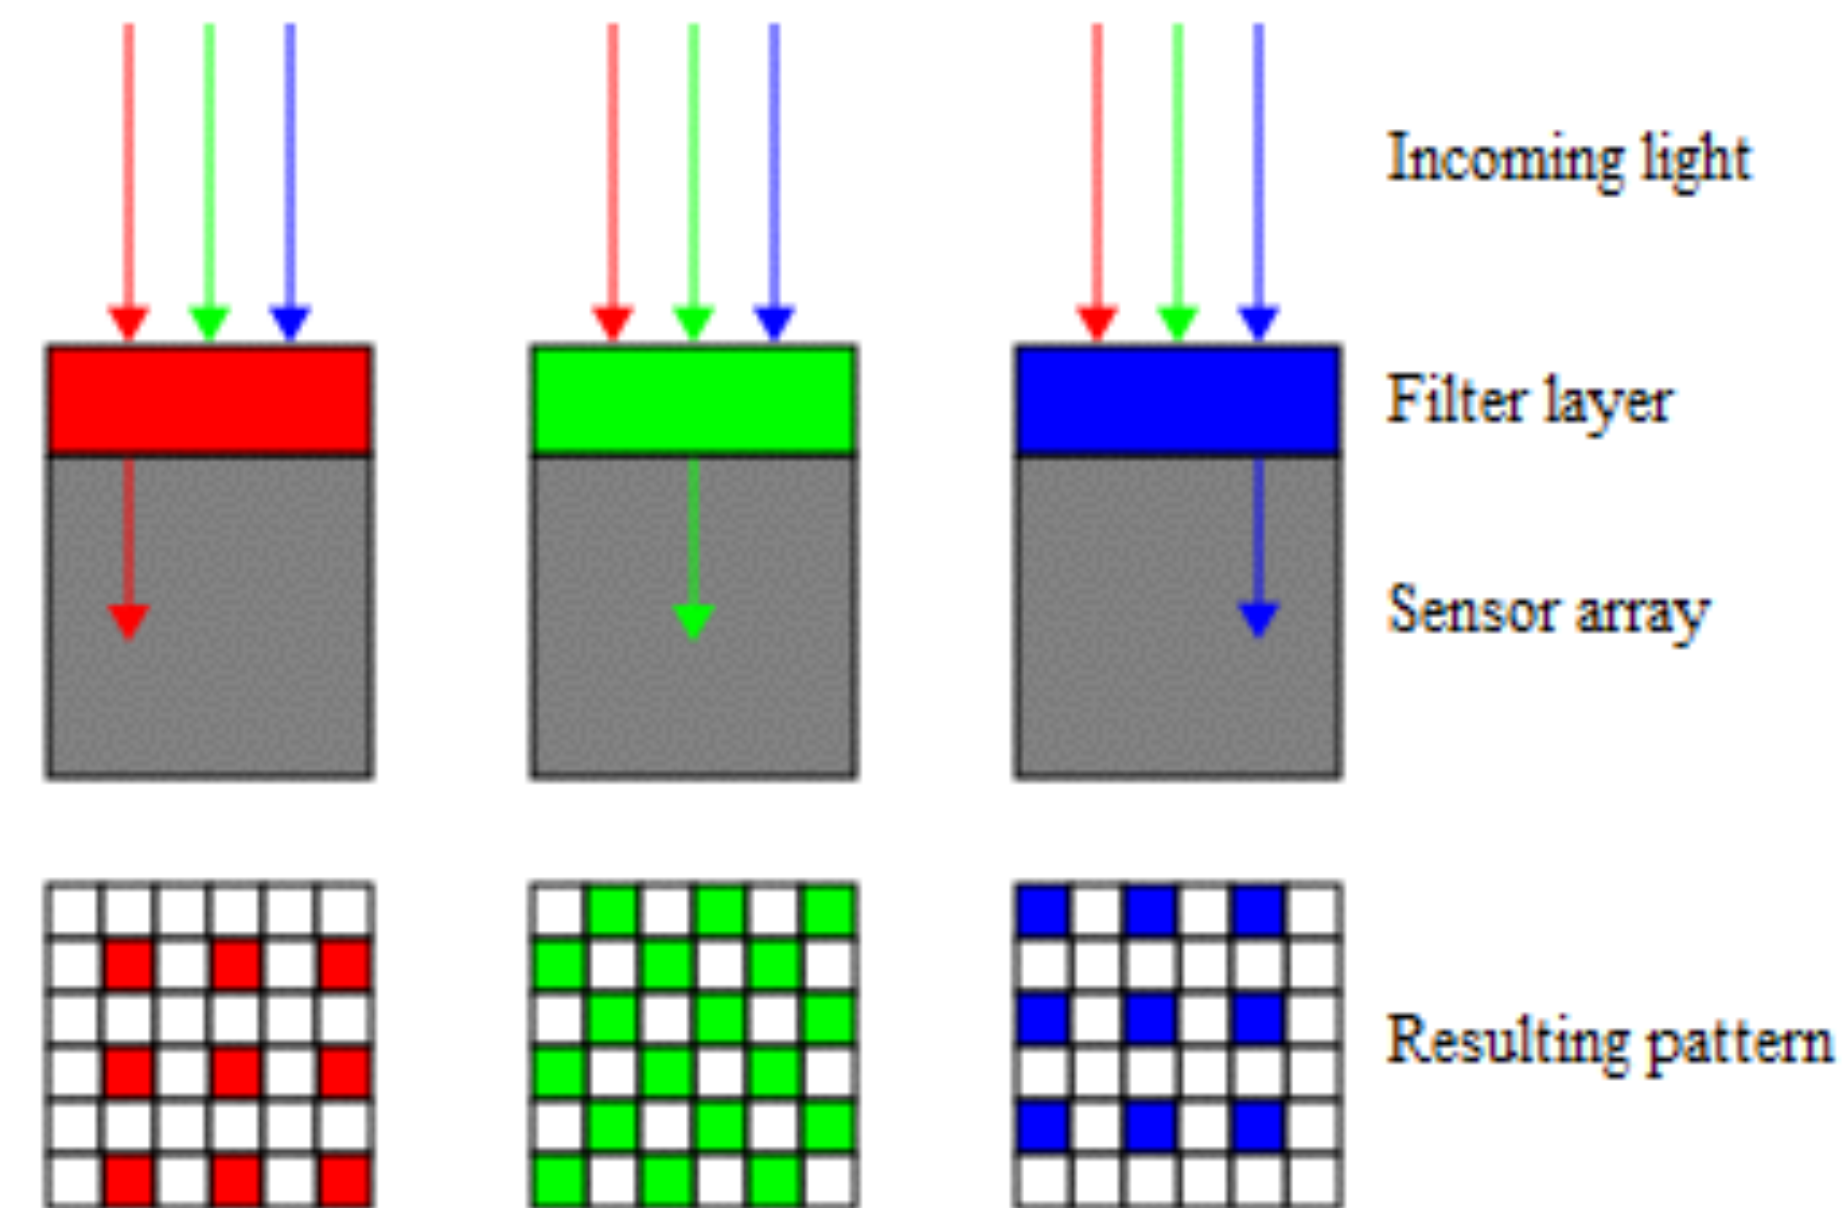 Incoming light
Filter layer
Sensor array
Resulting pattern